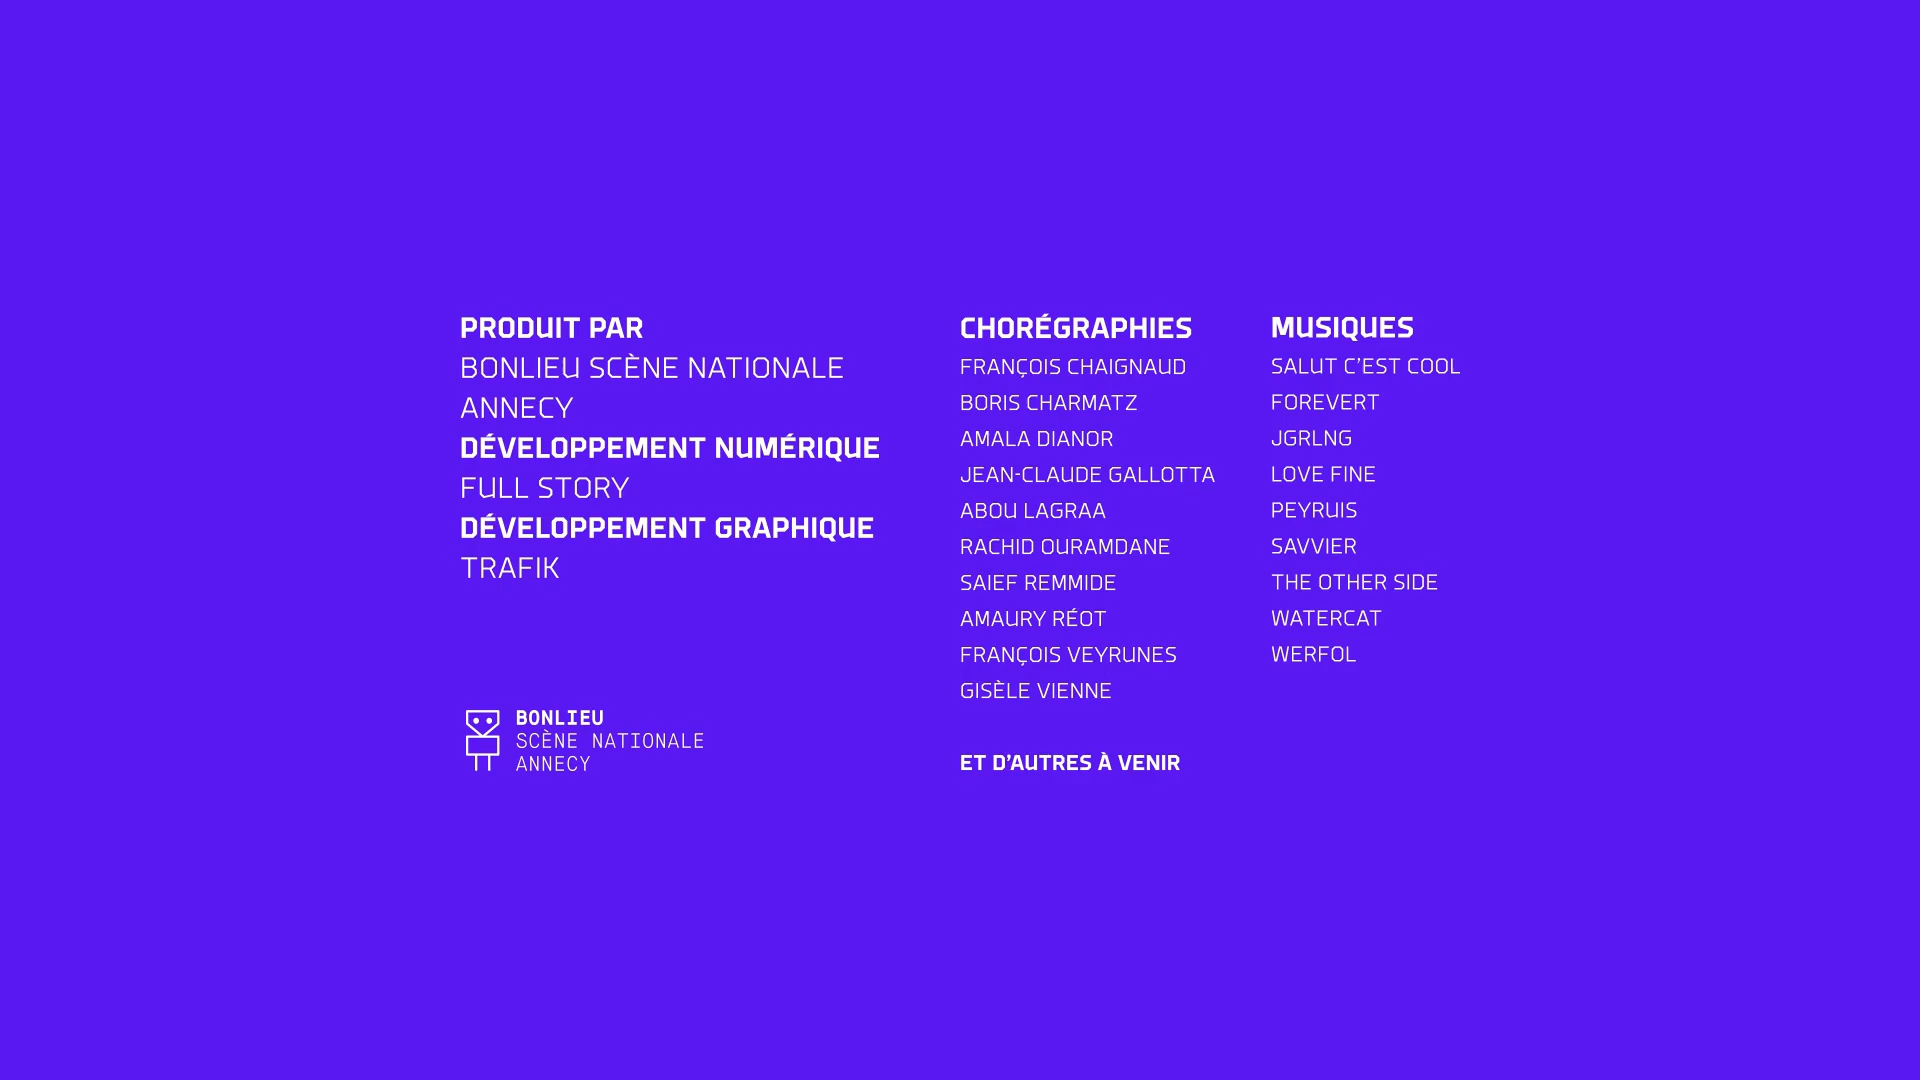 PRODUIT PAR
BONLIEU SCÈNE NATIONALE
ANNECY
DÉVELOPPEMENT NUMÉRIQUE
FULL STORY
DÉVELOPPEMENT GRAPHIQUE
TRAFIK
BONLIEU
SCÈNE NATIONALE
ANNECY
CHORÉGRAPHIES
FRANÇOIS CHAIGNAUD
BORIS CHARMATZ
AMALA DIANOR
JEAN-CLAUDE GALLOTTA
ABOU LAGRAA
RACHID OURAMDANE
SAIEF REMMIDE
AMAURY RÉOT
FRANÇOIS VEYRUNES
GISÈLE VIENNE
ET D’AUTRES À VENIR
MUSIQUES
SALUT C’EST COOL
FOREVERT
JGRLNG
LOVE FINE
PEYRUIS
SAVVIER
THE OTHER SIDE
WATERCAT
WERFOL